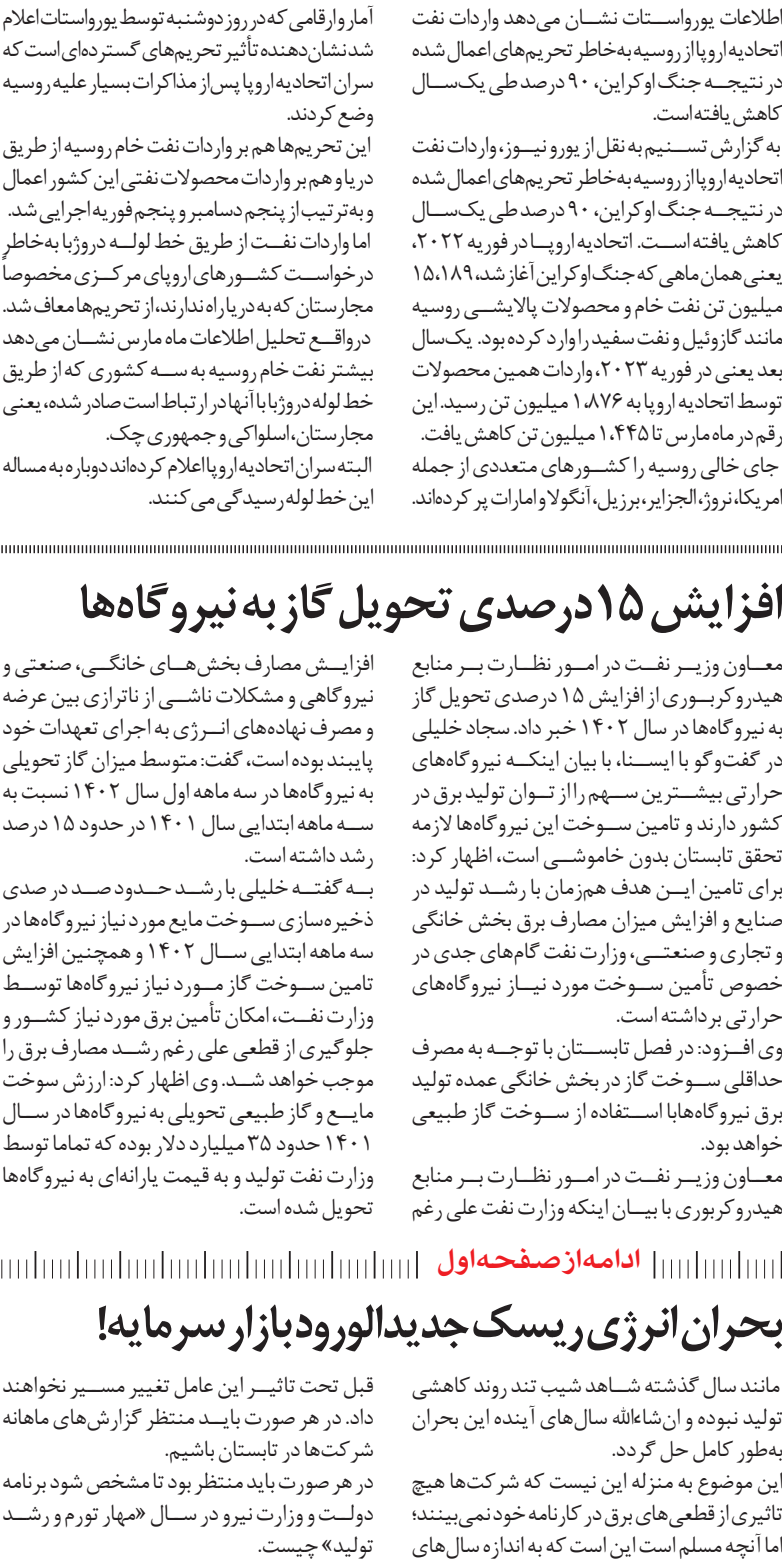 اطلاعات یورواستات نشان می‌دهد واردات نفت
اتحادیه اروپا از روسیه به‌خاطر تحریم‌های اعمال شده
در نتیجه جنگ اوکراین، ۹۰ درصد طی یک‌سال
کاهش یافته است.
به گزارش تسنیم به نقل از یورو نیوز، واردات نفت
اتحادیه اروپا از روسیه به‌خاطر تحریم‌های اعمال شده
در نتیجه جنگ اوکراین، ۹۰ درصد طی یک‌سال
کاهش یافته است. اتحادیه اروپا در فوریه ۲۰۲۲،
یعنی همان ماهی که جنگ اوکراین آغاز شد، ۱۵،۱۸۹
میلیون تن نفت خام و محصولات پالایشی روسیه
مانند گازوئیل و نفت سفید را وارد کرده بود. یک‌سال
بعد یعنی در فوریه ۲۰۲۳، واردات همین محصولات
توسط اتحادیه اروپا به ۱،۸۷۶ میلیون تن رسید. این
رقم در ماه مارس تا ۱،۴۴۵ میلیون تن کاهش یافت.
جای خالی روسیه را کشورهای متعددی از جمله
امریکا، نروژ، الجزایر، برزیل، آنگولا و امارات پر کرده‌اند.
آمار و ارقامی که در روز دوشنبه توسط یورواستات اعلام
شد نشان‌دهنده تأثیر تحریم‌های گسترده‌ای است که
سران اتحادیه اروپا پس از مذاکرات بسیار علیه روسیه
وضع کردند.
این تحریم‌ها هم بر واردات نفت خام روسیه از طریق
دریا و هم بر واردات محصولات نفتی این کشور اعمال
و به‌ترتیب از پنجم دسامبر و پنجم فوریه اجرایی شد.
اما واردات نفت از طریق خط لوله دروژبا به‌خاطر
درخواست کشورهای اروپای مرکزی مخصوصاً
مجارستان که به دریا راه ندارند، از تحریم‌ها معاف شد.
درواقع تحلیل اطلاعات ماه مارس نشان می‌دهد
بیشتر نفت خام روسیه به سه کشوری که از طریق
خط لوله دروژبا با آنها در ارتباط است صادر شده، یعنی
مجارستان، اسلواکی و جمهوری چک.
البته سران اتحادیه اروپا اعلام کرده‌اند دوباره به مساله
این خط لوله رسیدگی می‌کنند.
افزایش ۱۵ درصدی تحویل گاز به نیروگاه‌ها
معاون وزیر نفت در امور نظارت بر منابع
هیدروکربوری از افزایش ۱۵ درصدی تحویل گاز
به نیروگاه‌ها در سال ۱۴۰۲ خبر داد. سجاد خلیلی
در گفت‌وگو با ایسنا، با بیان اینکه نیروگاه‌های
حرارتی بیشترین سهم را از توان تولید برق در
کشور دارند و تامین سوخت این نیروگاه‌ها لازمه
تحقق تابستان بدون خاموشی است، اظهار کرد:
برای تامین این هدف هم‌زمان با رشد تولید در
صنایع و افزایش میزان مصارف برق بخش خانگی
و تجاری و صنعتی، وزارت نفت گام‌های جدی در
خصوص تأمین سوخت مورد نیاز نیروگاه‌های
حرارتی برداشته است.
وی افزود: در فصل تابستان با توجه به مصرف
حداقلی سوخت گاز در بخش خانگی عمده تولید
برق نیروگاه‌ها با استفاده از سوخت گاز طبیعی
خواهد بود.
معاون وزیر نفت در امور نظارت بر منابع
هیدروکربوری با بیان اینکه وزارت نفت علی رغم
افزایش مصارف بخش‌های خانگی، صنعتی و
نیروگاهی و مشکلات ناشی از ناترازی بین عرضه
و مصرف نهاده‌های انرژی به اجرای تعهدات خود
پایبند بوده است، گفت: متوسط میزان گاز تحویلی
به نیروگاه‌ها در سه ماهه اول سال ۱۴۰۲ نسبت به
سه ماهه ابتدایی سال ۱۴۰۱ در حدود ۱۵ درصد
رشد داشته است.
به گفته خلیلی با رشد حدود صد در صدی
ذخیره‌سازی سوخت مایع مورد نیاز نیروگاه‌ها در
سه ماهه ابتدایی سال ۱۴۰۲ و همچنین افزایش
تامین سوخت گاز مورد نیاز نیروگاه‌ها توسط
وزارت نفت، امکان تأمین برق مورد نیاز کشور و
جلوگیری از قطعی علی رغم رشد مصارف برق را
موجب خواهد شد. وی اظهار کرد: ارزش سوخت
مایع و گاز طبیعی تحویلی به نیروگاه‌ها در سال
۱۴۰۱ حدود ۳۵ میلیارد دلار بوده که تماما توسط
وزارت نفت تولید و به قیمت یارانه‌ای به نیروگاه‌ها
تحویل شده است.
ادامه از صفحه اول
بحران انرژی ریسک جدیدالورود بازار سرمایه!
مانند سال گذشته شاهد شیب تند روند کاهشی
تولید نبوده و ان‌شاءالله سال‌های آینده این بحران
به‌طور کامل حل گردد.
این موضوع به منزله این نیست که شرکت‌ها هیچ
تاثیری از قطعی‌های برق در کارنامه خود نمی‌بینند؛
اما آنچه مسلم است این است که به اندازه سال‌های
قبل تحت تاثیر این عامل تغییر مسیر نخواهند
داد. در هر صورت باید منتظر گزارش‌های ماهانه
شرکت‌ها در تابستان باشیم.
در هر صورت باید منتظر بود تا مشخص شود برنامه
دولت و وزارت نیرو در سال «مهار تورم و رشد
تولید» چیست.